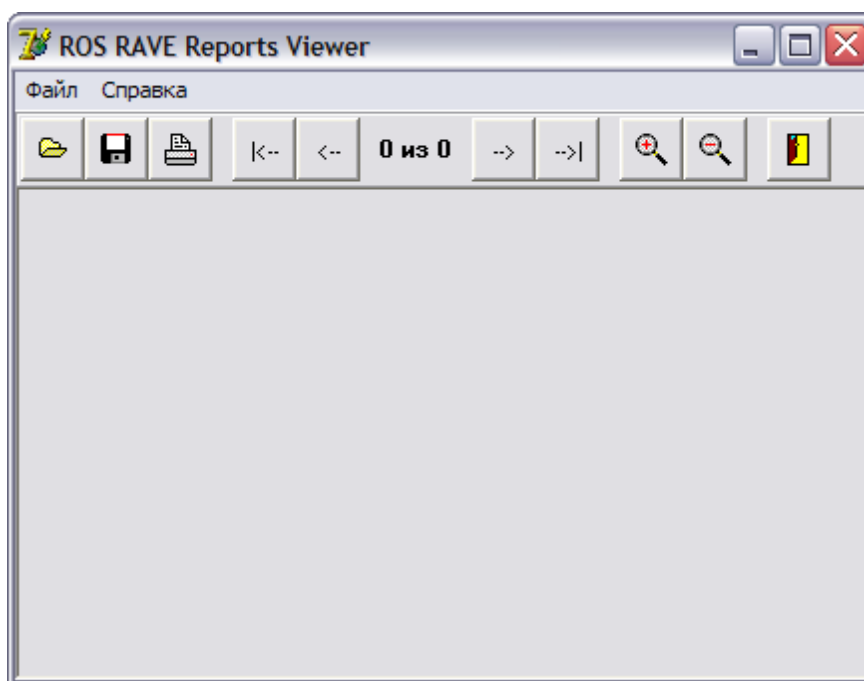 ROS RAVE Reports Viewer
Файл Справка
|<-- <-- 0 из 0 --> -->|